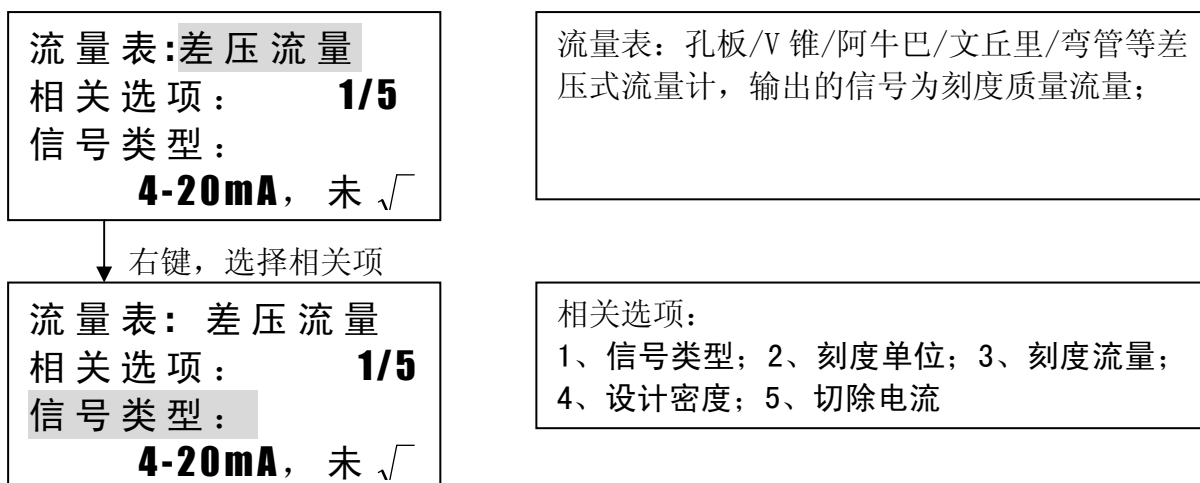 流量表:差压流量
相关选项： 1/5
信号类型：
4-20mA，未√
流量表：孔板/V 锥/阿牛巴/文丘里/弯管等差
压式流量计，输出的信号为刻度质量流量；
右键，选择相关项
流量表：差压流量
相关选项： 1/5
信号类型：
4-20mA，未√
相关选项：
1、信号类型；2、刻度单位；3、刻度流量；
4、设计密度；5、切除电流